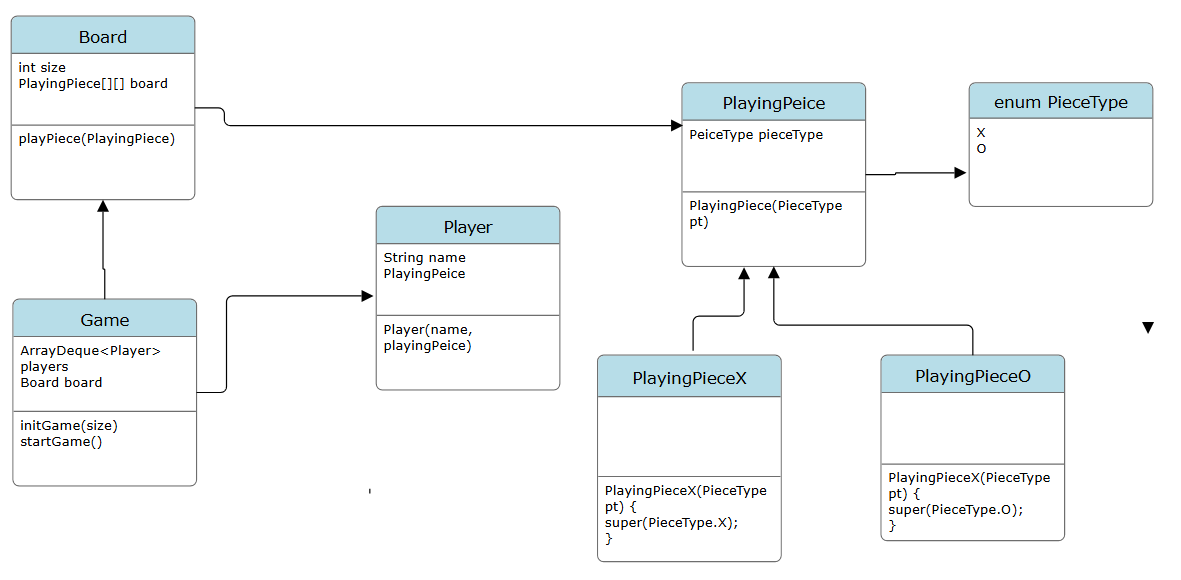 Board
int size
PlayingPiece[][] board
playPiece(PlayingPiece)
PlayingPeice
PeiceType pieceType
PlayingPiece(PieceType
pt)
enum PieceType
X
O
Player
String name
PlayingPeice
Player(name,
playingPeice)
Game
ArrayDeque<Player>
players
Board board
initGame(size)
startGame()
PlayingPieceX
PlayingPieceX(PieceType
pt) {
super(PieceType.X);
}
PlayingPieceO
PlayingPieceX(PieceType
pt) {
super(PieceType.O);
}